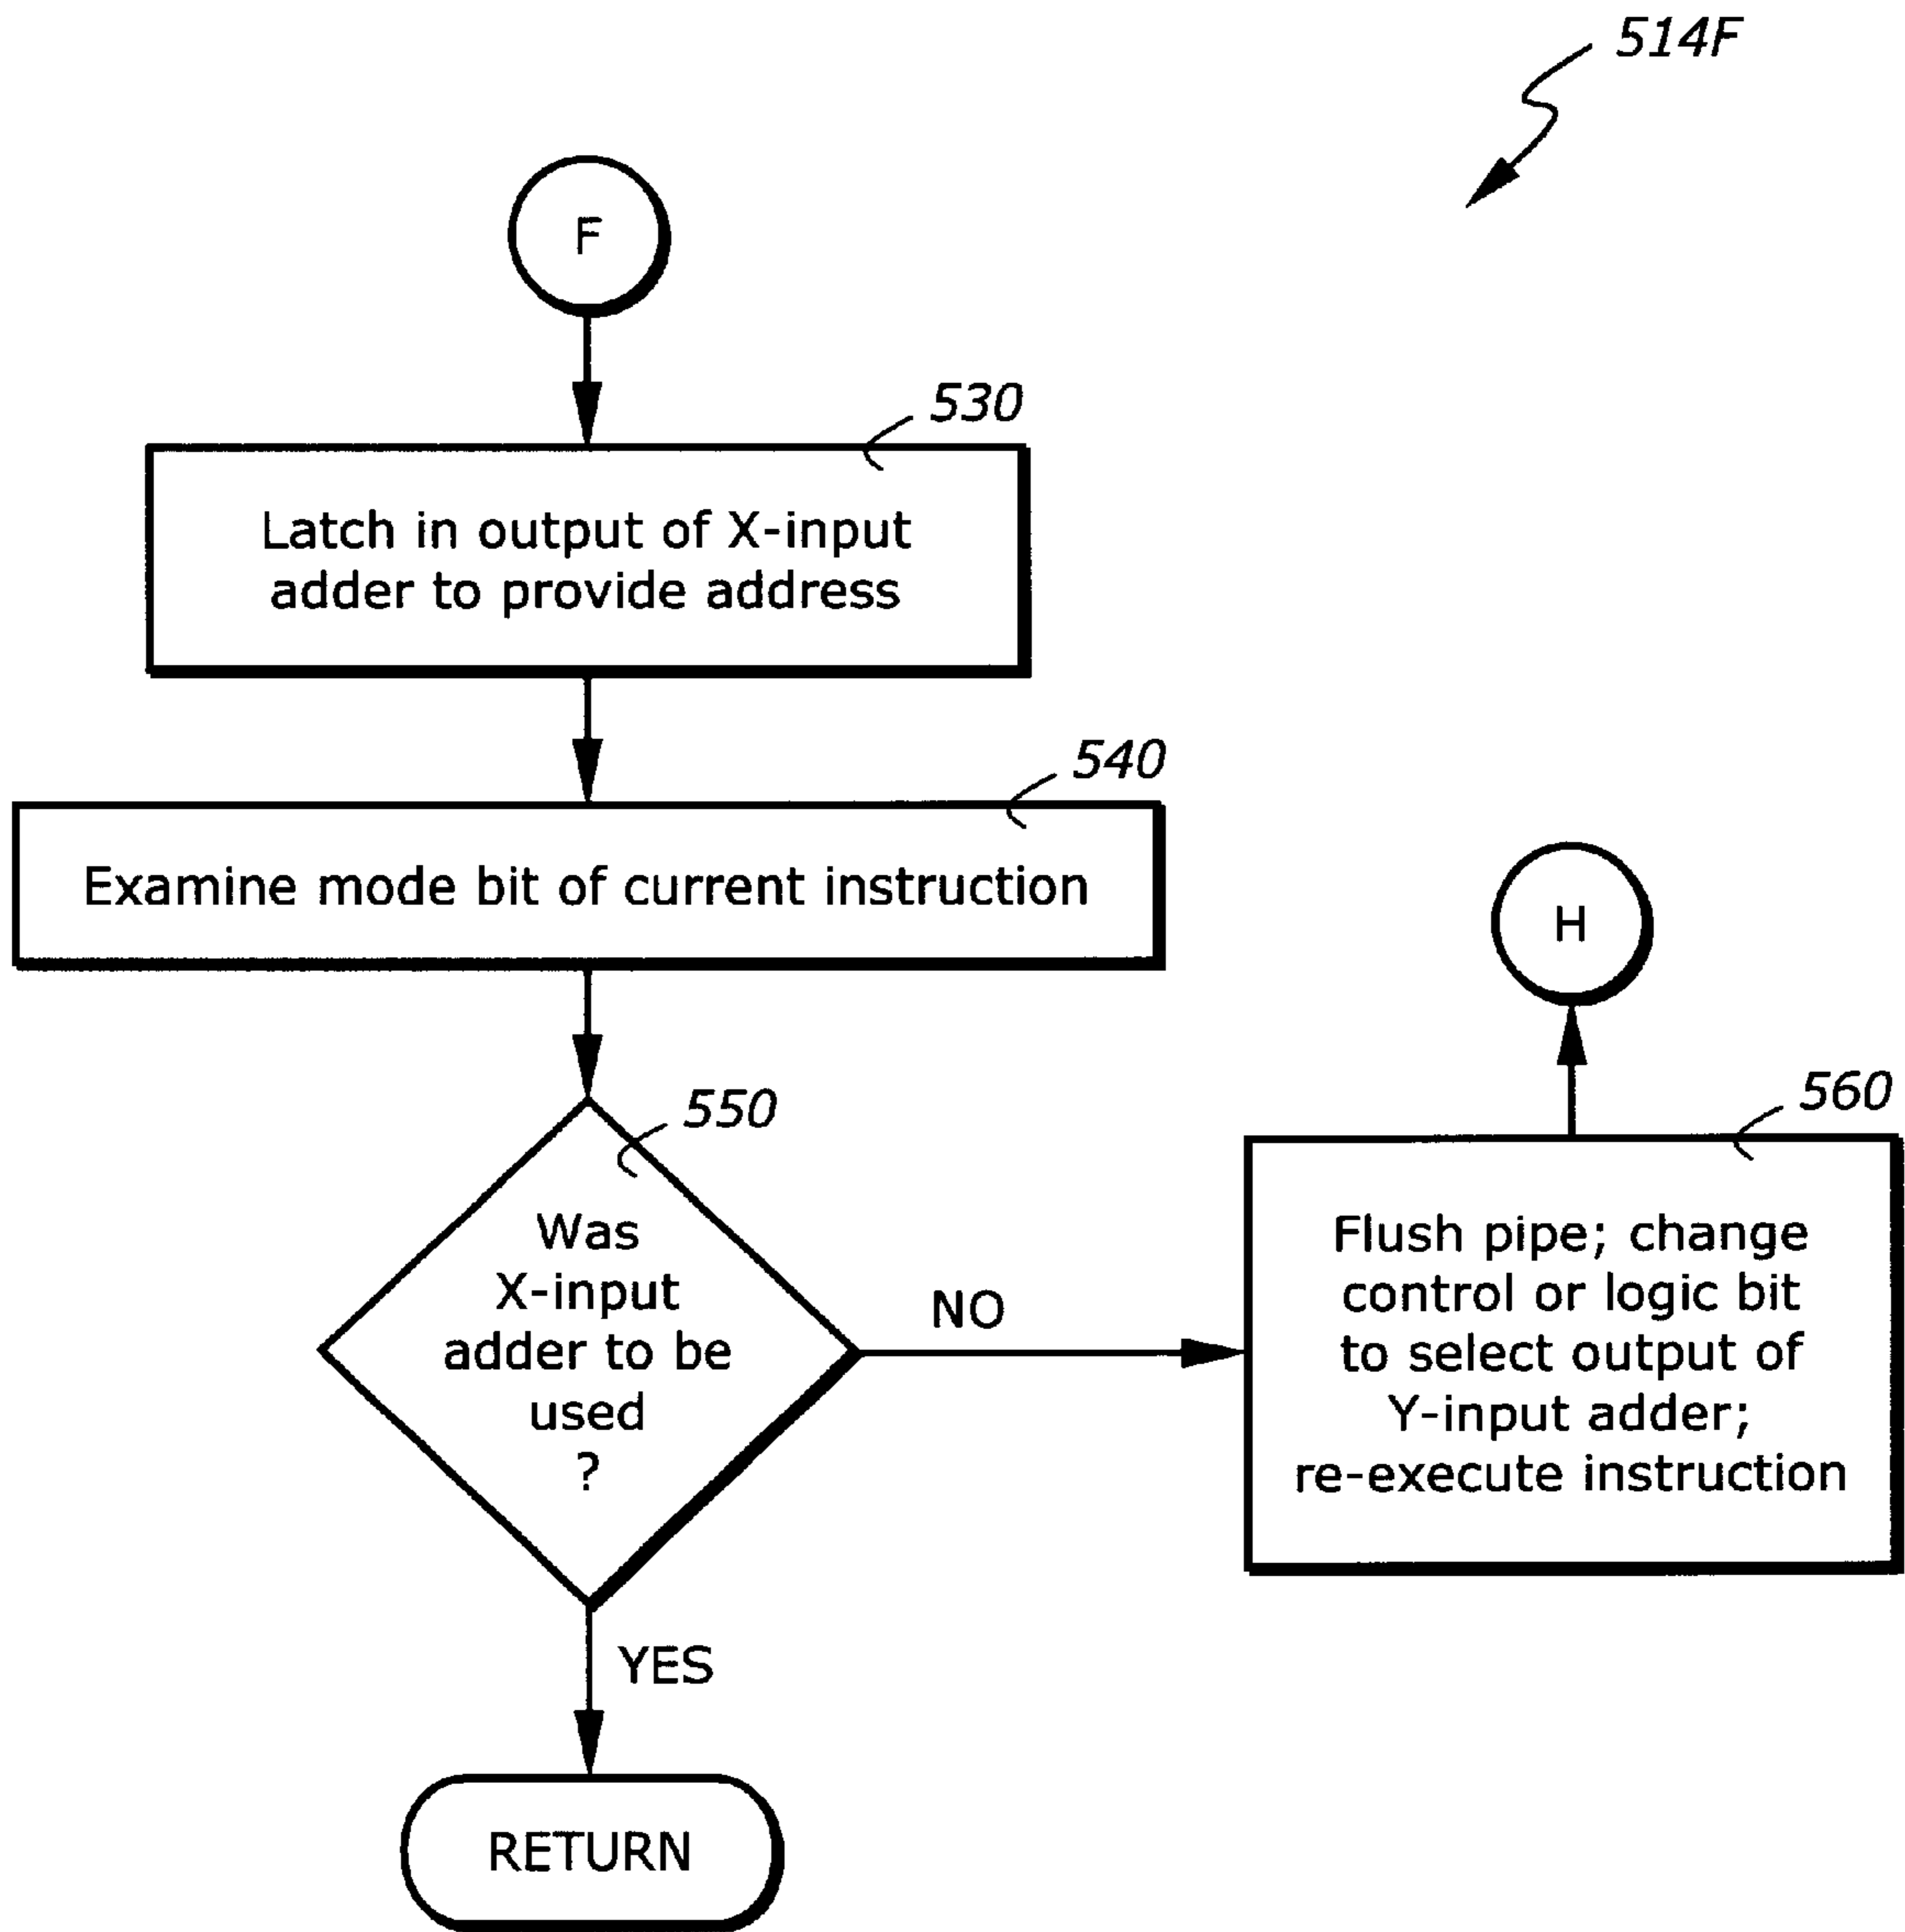 514F
F
530
Latch in output of X-input
adder to provide address
540
Examine mode bit of current instruction
H
550
Was
X-input
adder to be
used
?
NO
560
Flush pipe; change
control or logic bit
to select output of
Y-input adder;
re-execute instruction
YES
RETURN